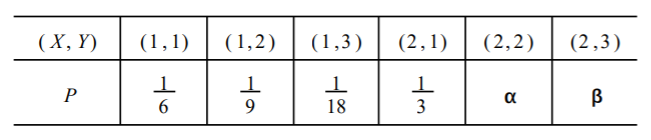 (X, Y) (1,1) (1,2) (1,3) (2,1) (2,2) (2,3)
P 1/6 1/9 1/18 1/3 α β